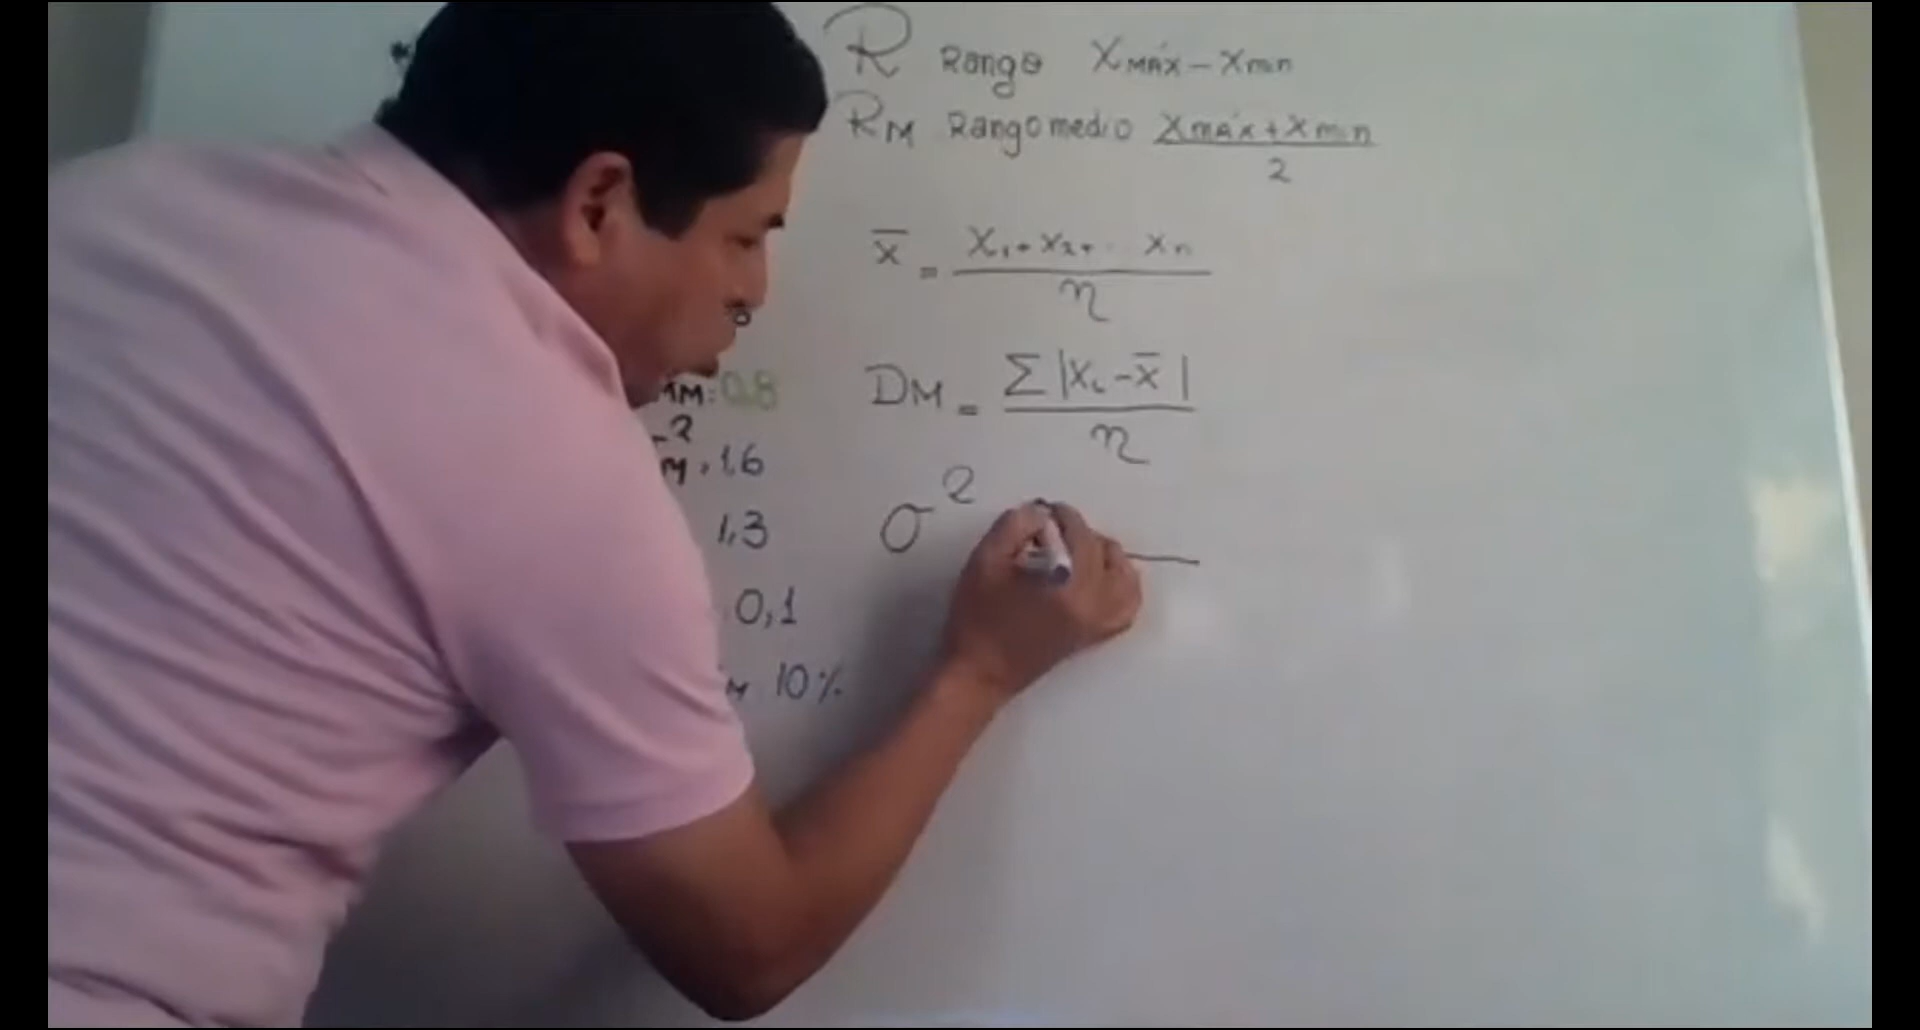 R Rango Xmáx - Xmin
RM Rangomedio Xmáx + Xmin / 2
x̄ = X₁ + X₂ + ... Xn / n
DM = Σ |Xi - x̄| / n
σ²
MM: 0,8
1,6
1,3
0,1
10%